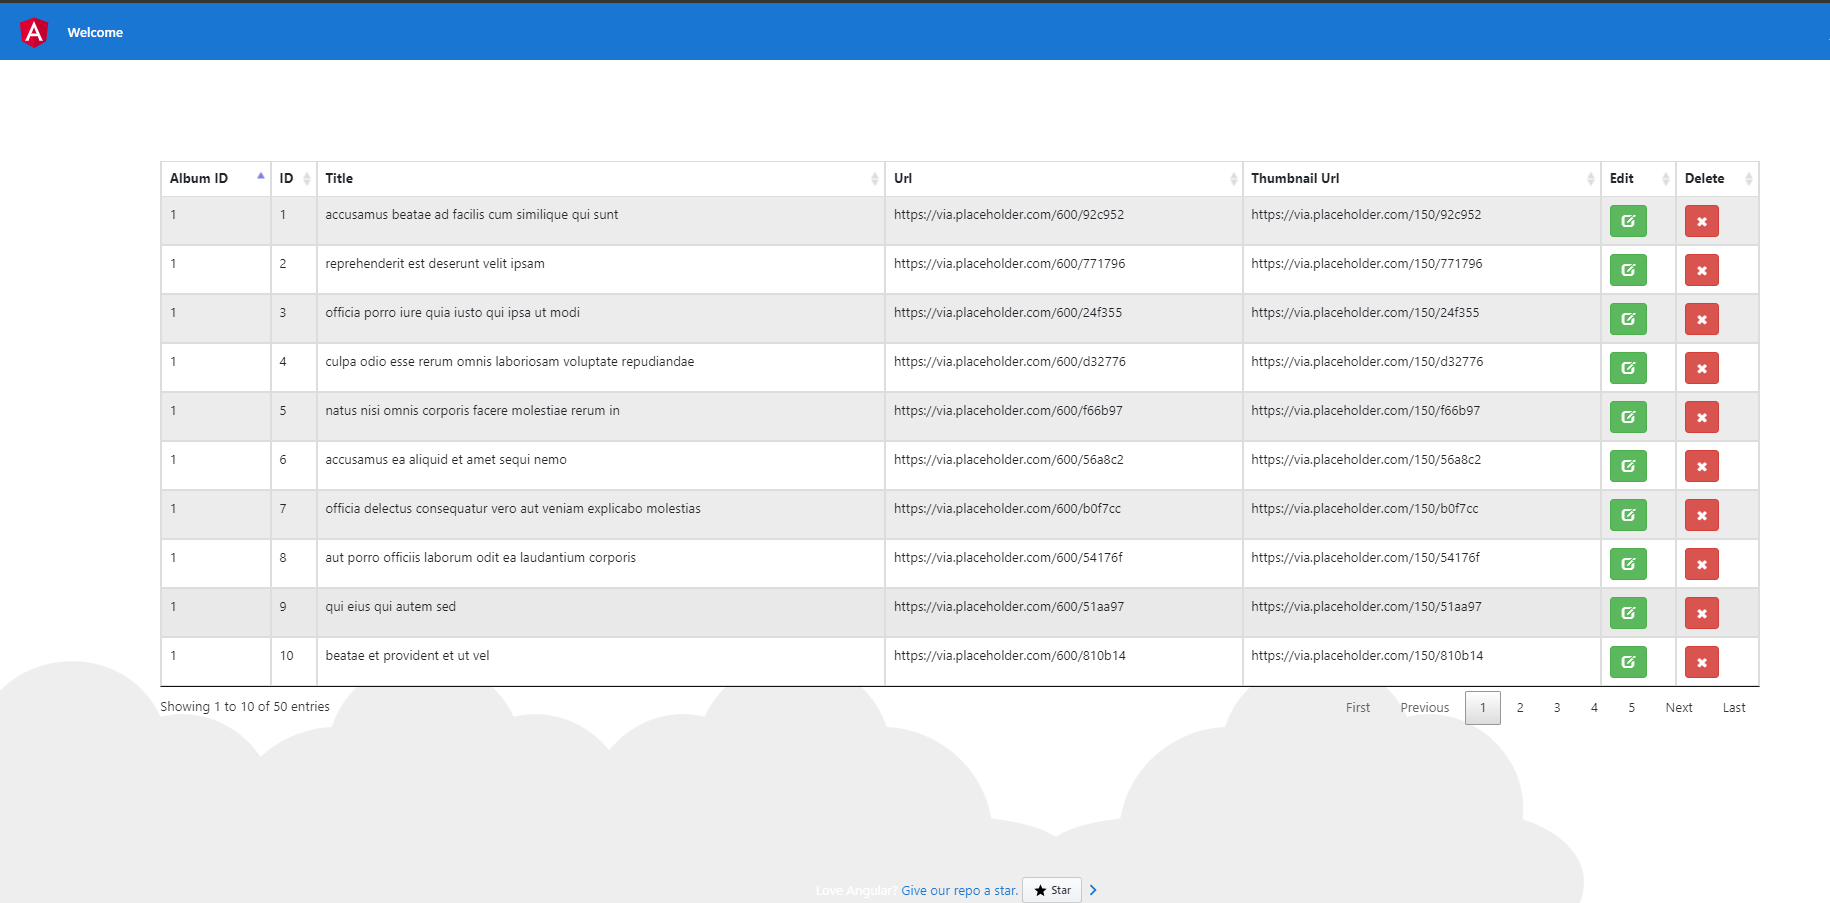 Welcome
Album ID ID Title Url Thumbnail Url Edit Delete
1 1 accusamus beatae ad facilis cum similique qui sunt https://via.placeholder.com/600/92c952 https://via.placeholder.com/150/92c952
1 2 reprehenderit est deserunt velit ipsam https://via.placeholder.com/600/771796 https://via.placeholder.com/150/771796
1 3 officia porro iure quia iusto qui ipsa ut modi https://via.placeholder.com/600/24f355 https://via.placeholder.com/150/24f355
1 4 culpa odio esse rerum omnis laboriosam voluptate repudiandae https://via.placeholder.com/600/d32776 https://via.placeholder.com/150/d32776
1 5 natus nisi omnis corporis facere molestiae rerum in https://via.placeholder.com/600/f66b97 https://via.placeholder.com/150/f66b97
1 6 accusamus ea aliquid et amet sequi nemo https://via.placeholder.com/600/56a8c2 https://via.placeholder.com/150/56a8c2
1 7 officia delectus consequatur vero aut veniam explicabo molestias https://via.placeholder.com/600/b0f7cc https://via.placeholder.com/150/b0f7cc
1 8 aut porro officiis laborum odit ea laudantium corporis https://via.placeholder.com/600/54176f https://via.placeholder.com/150/54176f
1 9 qui eius qui autem sed https://via.placeholder.com/600/51aa97 https://via.placeholder.com/150/51aa97
1 10 beatae et provident et ut vel https://via.placeholder.com/600/810b14 https://via.placeholder.com/150/810b14
Showing 1 to 10 of 50 entries First Previous 1 2 3 4 5 Next Last
Love Angular? Give our repo a star. Star